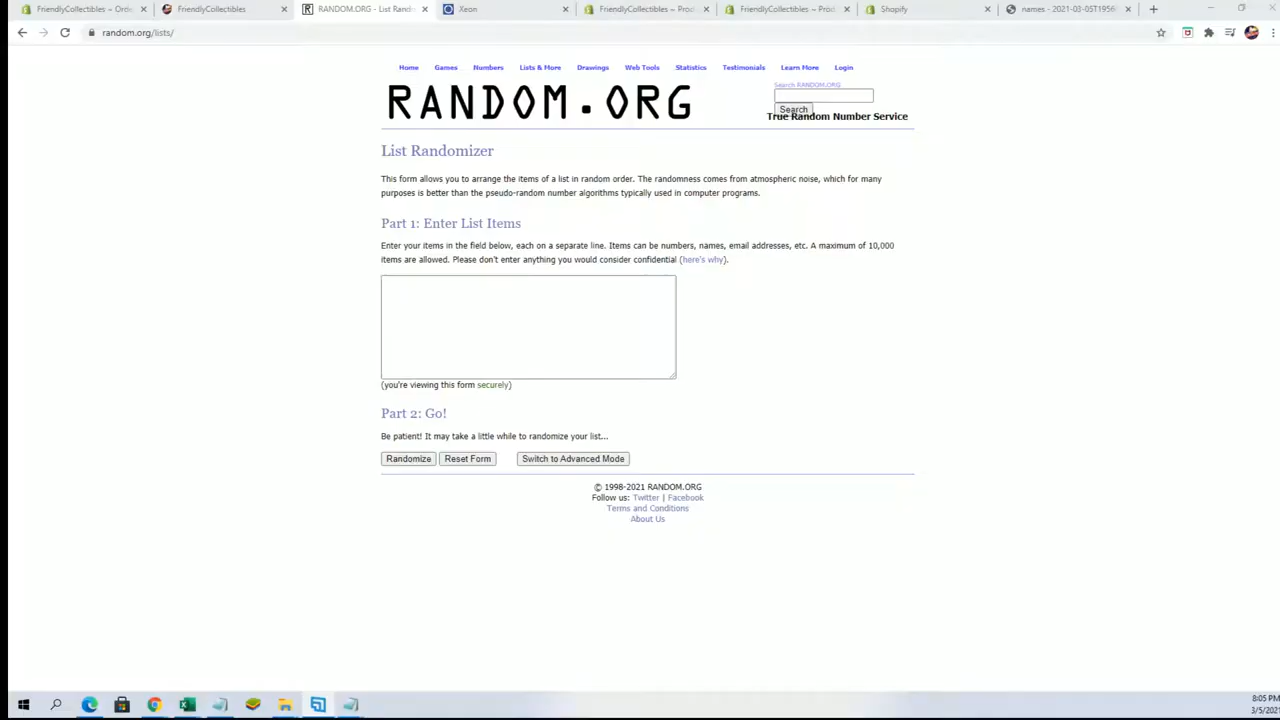 FriendlyCollectibles ~ Orde
FriendlyCollectibles
RANDOM.ORG - List Rand
Xeon
FriendlyCollectibles ~ Prod
FriendlyCollectibles ~ Prod
Shopify
names - 2021-03-05T1956
random.org/lists/
Home Games Numbers Lists & More Drawings Web Tools Statistics Testimonials Learn More Login
RANDOM.ORG
Search RANDOM.ORG
Search
True Random Number Service
List Randomizer
This form allows you to arrange the items of a list in random order. The randomness comes from atmospheric noise, which for many
purposes is better than the pseudo-random number algorithms typically used in computer programs.
Part 1: Enter List Items
Enter your items in the field below, each on a separate line. Items can be numbers, names, email addresses, etc. A maximum of 10,000
items are allowed. Please don't enter anything you would consider confidential (here's why).
(you're viewing this form securely)
Part 2: Go!
Be patient! It may take a little while to randomize your list...
Randomize Reset Form Switch to Advanced Mode
© 1998-2021 RANDOM.ORG
Follow us: Twitter | Facebook
Terms and Conditions
About Us
8:05 PM
3/5/2021